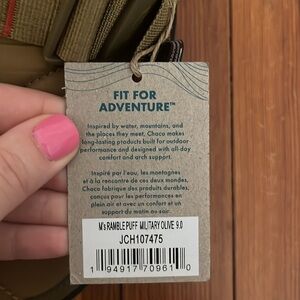 FIT FOR
ADVENTURE™
Inspired by water, mountains, and
the places they meet, Chaco makes
long-lasting products built for outdoor
performance and designed with all-day
comfort and arch support.
Inspiré par l'eau, les montagnes
et la rencontre de ces deux mondes,
Chaco fabrique des produits durables,
conçus pour les performances en
plein air et avec un confort et un
support du matin au soir.
M's RAMBLE PUFF MILITARY OLIVE 9.0
JCH107475
1 94917 70961 0